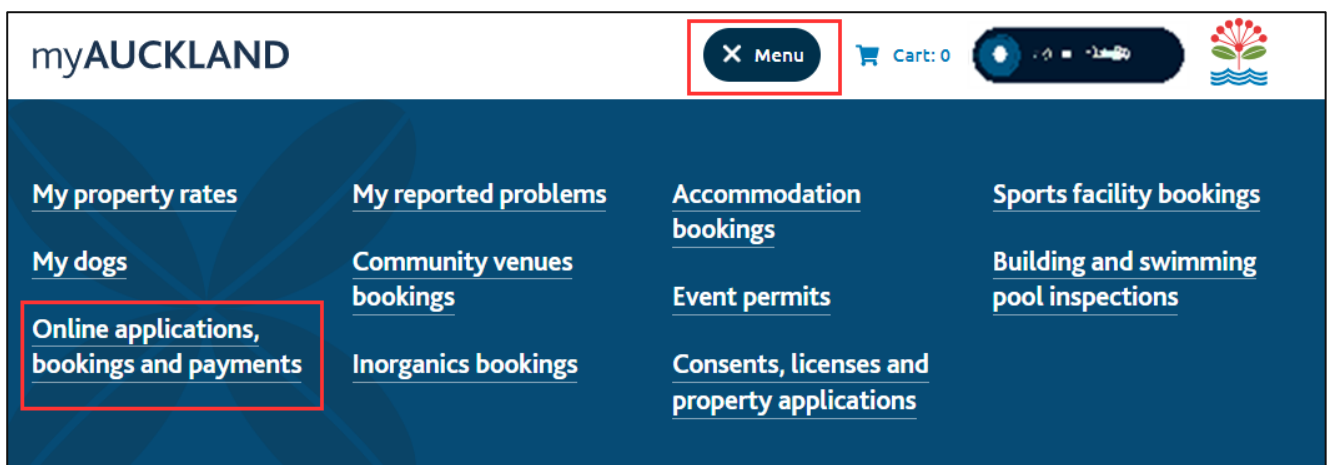 myAUCKLAND
Menu
Cart: 0
My property rates
My dogs
Online applications,
bookings and payments
My reported problems
Community venues
bookings
Inorganics bookings
Accommodation
bookings
Event permits
Consents, licenses and
property applications
Sports facility bookings
Building and swimming
pool inspections